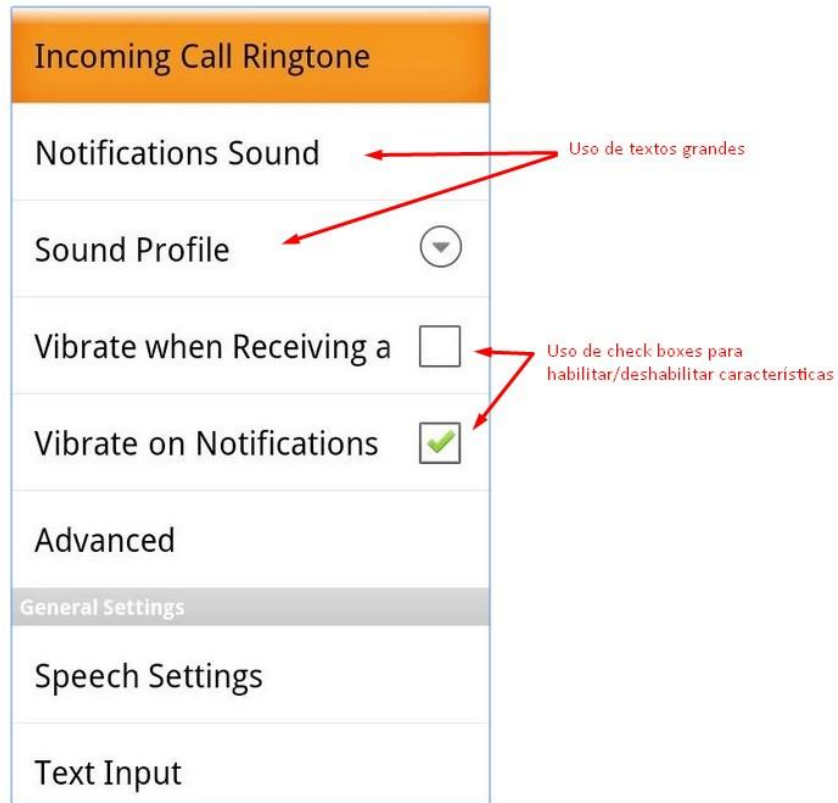 Incoming Call Ringtone
Notifications Sound
Uso de textos grandes
Sound Profile
Vibrate when Receiving a
Uso de check boxes para
habilitar/deshabilitar características
Vibrate on Notifications
Advanced
General Settings
Speech Settings
Text Input